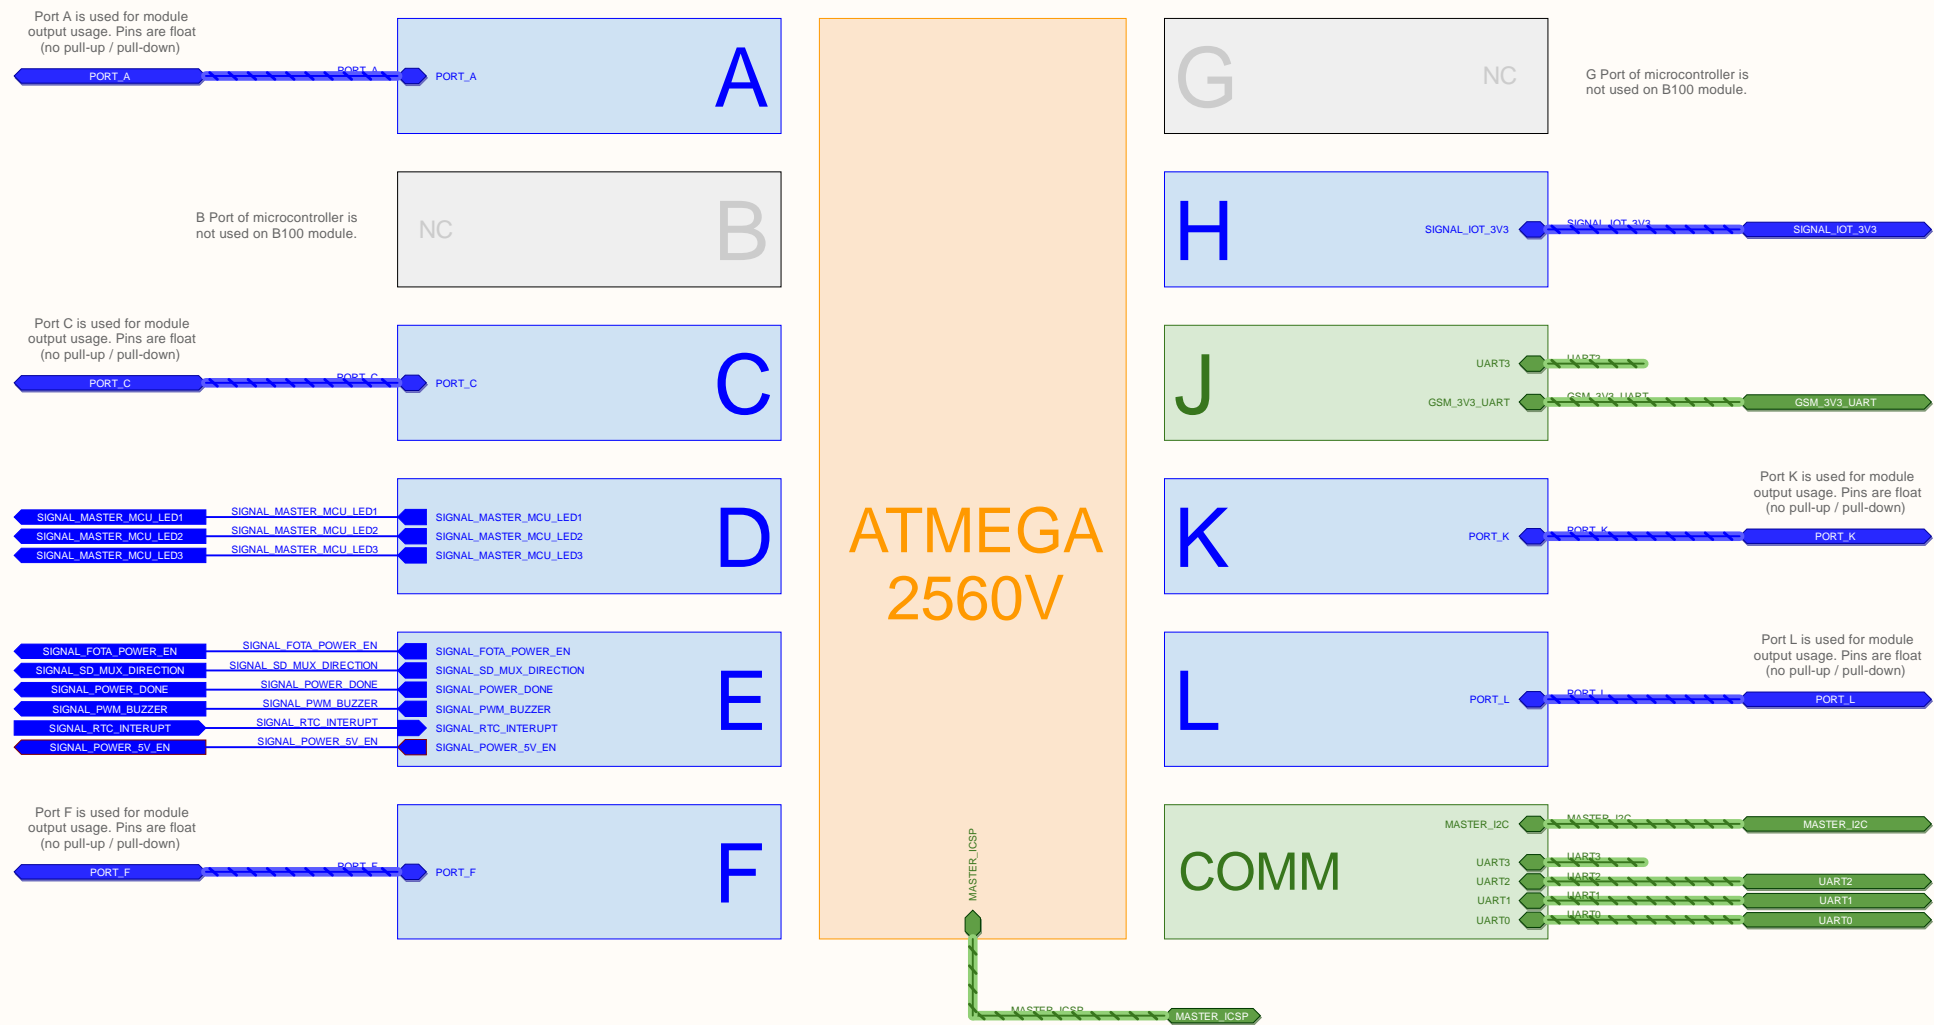 Port A is used for module
output usage. Pins are float
(no pull-up / pull-down)
PORT_A
PORT_A
PORT_A
A
B Port of microcontroller is
not used on B100 module.
NC
B
Port C is used for module
output usage. Pins are float
(no pull-up / pull-down)
PORT_C
PORT_C
PORT_C
C
SIGNAL_MASTER_MCU_LED1
SIGNAL_MASTER_MCU_LED1
SIGNAL_MASTER_MCU_LED1
SIGNAL_MASTER_MCU_LED2
SIGNAL_MASTER_MCU_LED2
SIGNAL_MASTER_MCU_LED2
SIGNAL_MASTER_MCU_LED3
SIGNAL_MASTER_MCU_LED3
SIGNAL_MASTER_MCU_LED3
D
SIGNAL_FOTA_POWER_EN
SIGNAL_FOTA_POWER_EN
SIGNAL_FOTA_POWER_EN
SIGNAL_SD_MUX_DIRECTION
SIGNAL_SD_MUX_DIRECTION
SIGNAL_SD_MUX_DIRECTION
SIGNAL_POWER_DONE
SIGNAL_POWER_DONE
SIGNAL_POWER_DONE
SIGNAL_PWM_BUZZER
SIGNAL_PWM_BUZZER
SIGNAL_PWM_BUZZER
SIGNAL_RTC_INTERUPT
SIGNAL_RTC_INTERUPT
SIGNAL_RTC_INTERUPT
SIGNAL_POWER_5V_EN
SIGNAL_POWER_5V_EN
SIGNAL_POWER_5V_EN
E
Port F is used for module
output usage. Pins are float
(no pull-up / pull-down)
PORT_F
PORT_F
PORT_F
F
ATMEGA
2560V
MASTER_ICSP
MASTER_ICSP
MASTER_ICSP
G
NC
G Port of microcontroller is
not used on B100 module.
H
SIGNAL_IOT_3V3
SIGNAL_IOT_3V3
SIGNAL_IOT_3V3
J
UART3
UART3
GSM_3V3_UART
GSM_3V3_UART
GSM_3V3_UART
Port K is used for module
output usage. Pins are float
(no pull-up / pull-down)
K
PORT_K
PORT_K
PORT_K
Port L is used for module
output usage. Pins are float
(no pull-up / pull-down)
L
PORT_L
PORT_L
PORT_L
COMM
MASTER_I2C
MASTER_I2C
MASTER_I2C
UART3
UART3
UART2
UART2
UART2
UART1
UART1
UART1
UART0
UART0
UART0